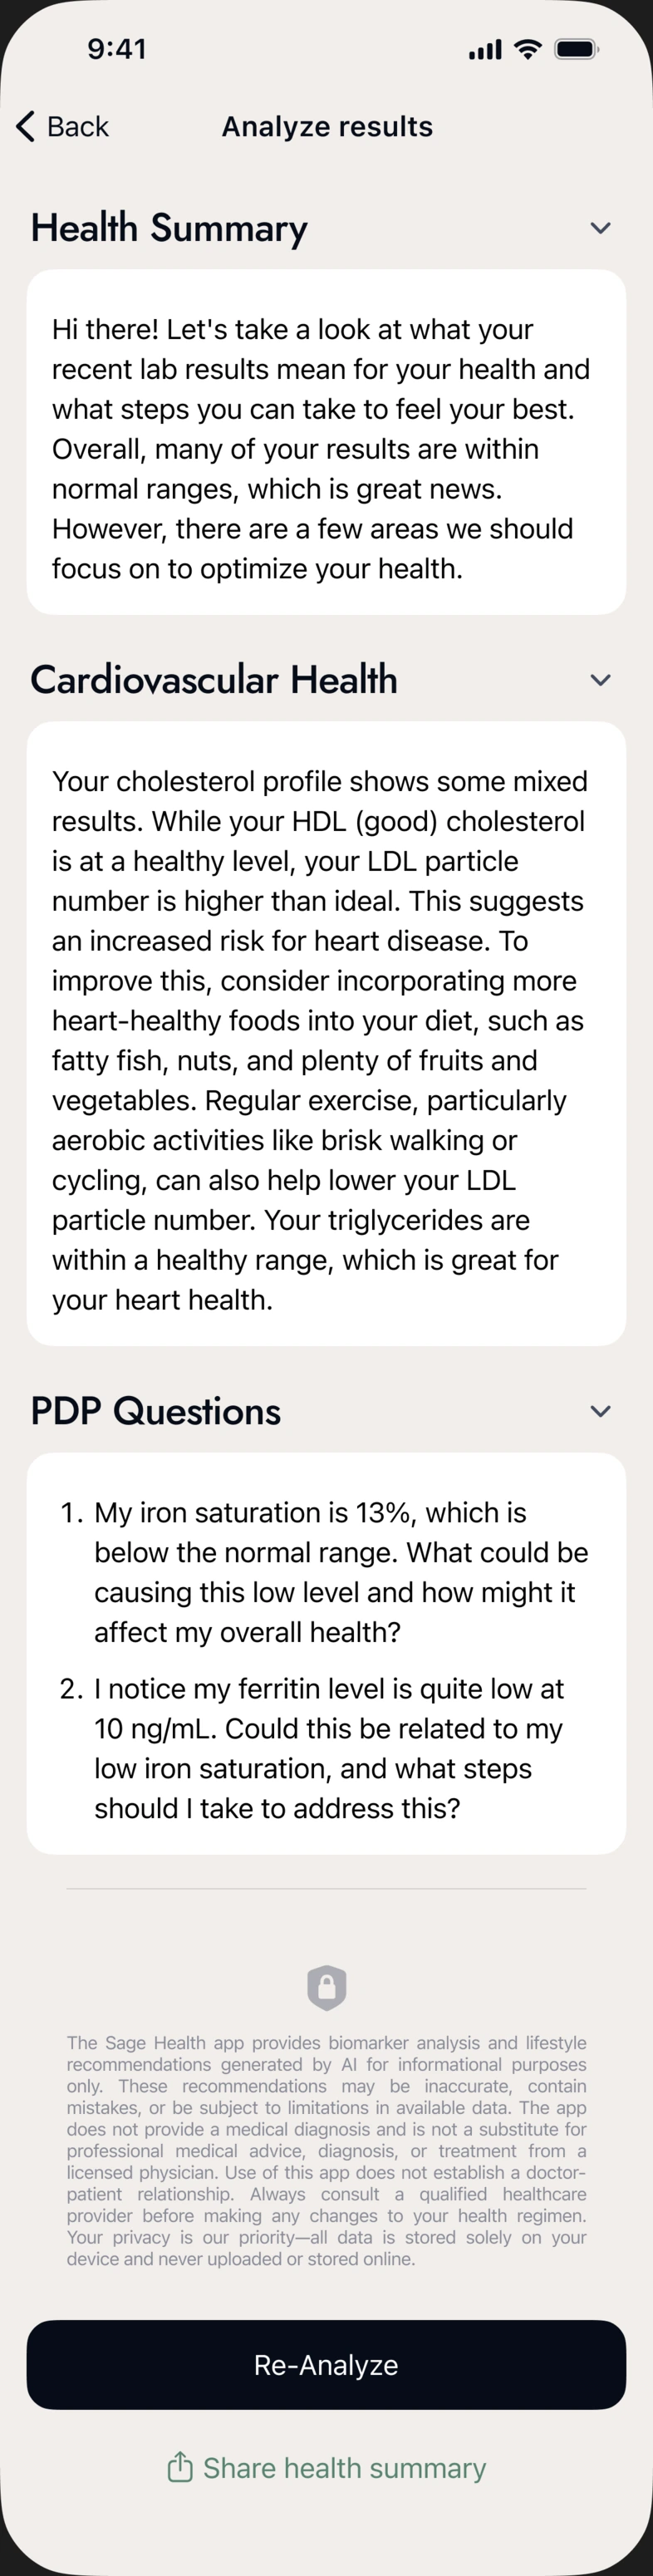 9:41
Back
Analyze results
Health Summary
Hi there! Let's take a look at what your
recent lab results mean for your health and
what steps you can take to feel your best.
Overall, many of your results are within
normal ranges, which is great news.
However, there are a few areas we should
focus on to optimize your health.
Cardiovascular Health
Your cholesterol profile shows some mixed
results. While your HDL (good) cholesterol
is at a healthy level, your LDL particle
number is higher than ideal. This suggests
an increased risk for heart disease. To
improve this, consider incorporating more
heart-healthy foods into your diet, such as
fatty fish, nuts, and plenty of fruits and
vegetables. Regular exercise, particularly
aerobic activities like brisk walking or
cycling, can also help lower your LDL
particle number. Your triglycerides are
within a healthy range, which is great for
your heart health.
PDP Questions
1. My iron saturation is 13%, which is
below the normal range. What could be
causing this low level and how might it
affect my overall health?
2. I notice my ferritin level is quite low at
10 ng/mL. Could this be related to my
low iron saturation, and what steps
should I take to address this?
The Sage Health app provides biomarker analysis and lifestyle
recommendations generated by AI for informational purposes
only. These recommendations may be inaccurate, contain
mistakes, or be subject to limitations in available data. The app
does not provide a medical diagnosis and is not a substitute for
professional medical advice, diagnosis, or treatment from a
licensed physician. Use of this app does not establish a doctor-
patient relationship. Always consult a qualified healthcare
provider before making any changes to your health regimen.
Your privacy is our priority—all data is stored solely on your
device and never uploaded or stored online.
Re-Analyze
Share health summary